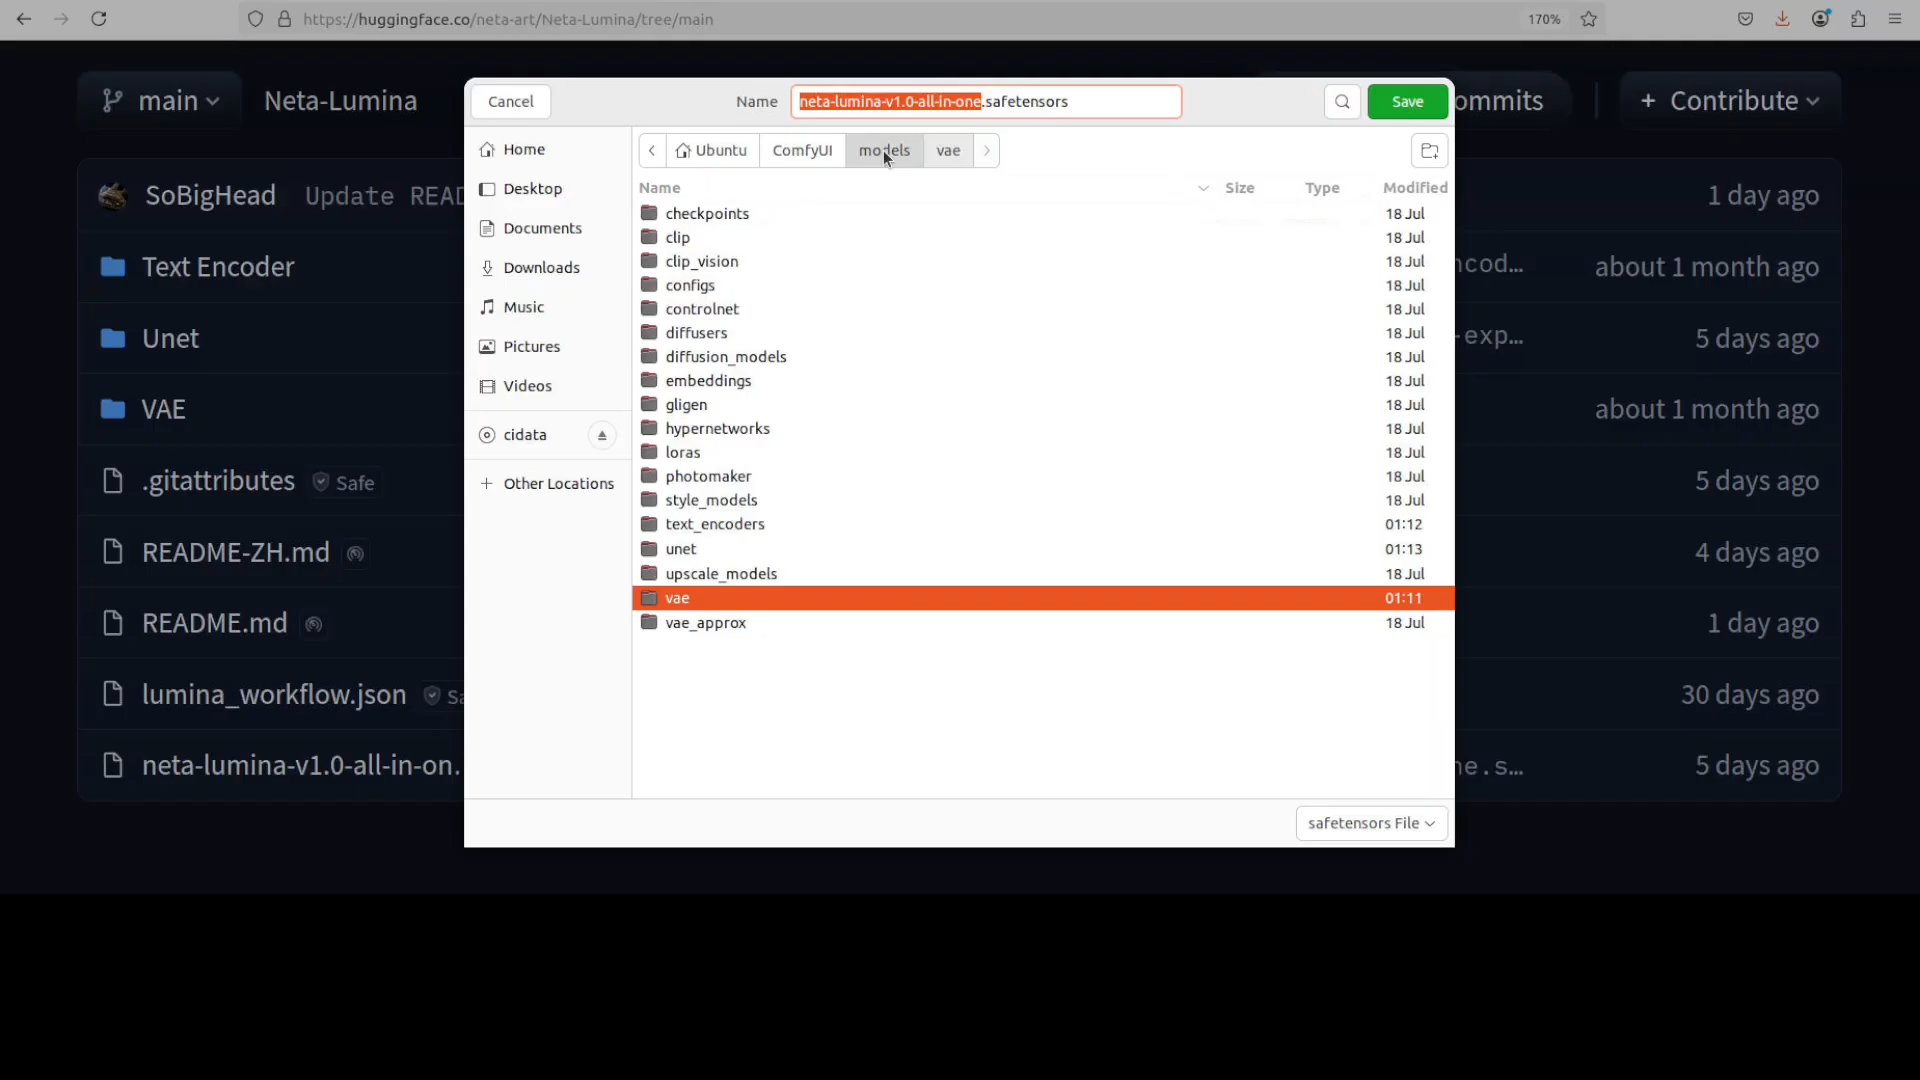 https://huggingface.co/neta-art/Neta-Lumina/tree/main
170%
main
Neta-Lumina
ommits
+ Contribute
Cancel
Name
neta-lumina-v1.0-all-in-one.safetensors
Save
Home
Desktop
Documents
Downloads
Music
Pictures
Videos
cidata
Other Locations
Ubuntu
ComfyUI
models
vae
Name
Size
Type
Modified
checkpoints
18 Jul
clip
18 Jul
clip_vision
18 Jul
configs
18 Jul
controlnet
18 Jul
diffusers
18 Jul
diffusion_models
18 Jul
embeddings
18 Jul
gligen
18 Jul
hypernetworks
18 Jul
loras
18 Jul
photomaker
18 Jul
style_models
18 Jul
text_encoders
01:12
unet
01:13
upscale_models
18 Jul
vae
01:11
vae_approx
18 Jul
safetensors File
SoBigHead
Update READ
1 day ago
Text Encoder
ncod...
about 1 month ago
Unet
-exp...
5 days ago
VAE
about 1 month ago
.gitattributes
Safe
5 days ago
README-ZH.md
4 days ago
README.md
1 day ago
lumina_workflow.json
Sa
30 days ago
neta-lumina-v1.0-all-in-on.
ne.s...
5 days ago